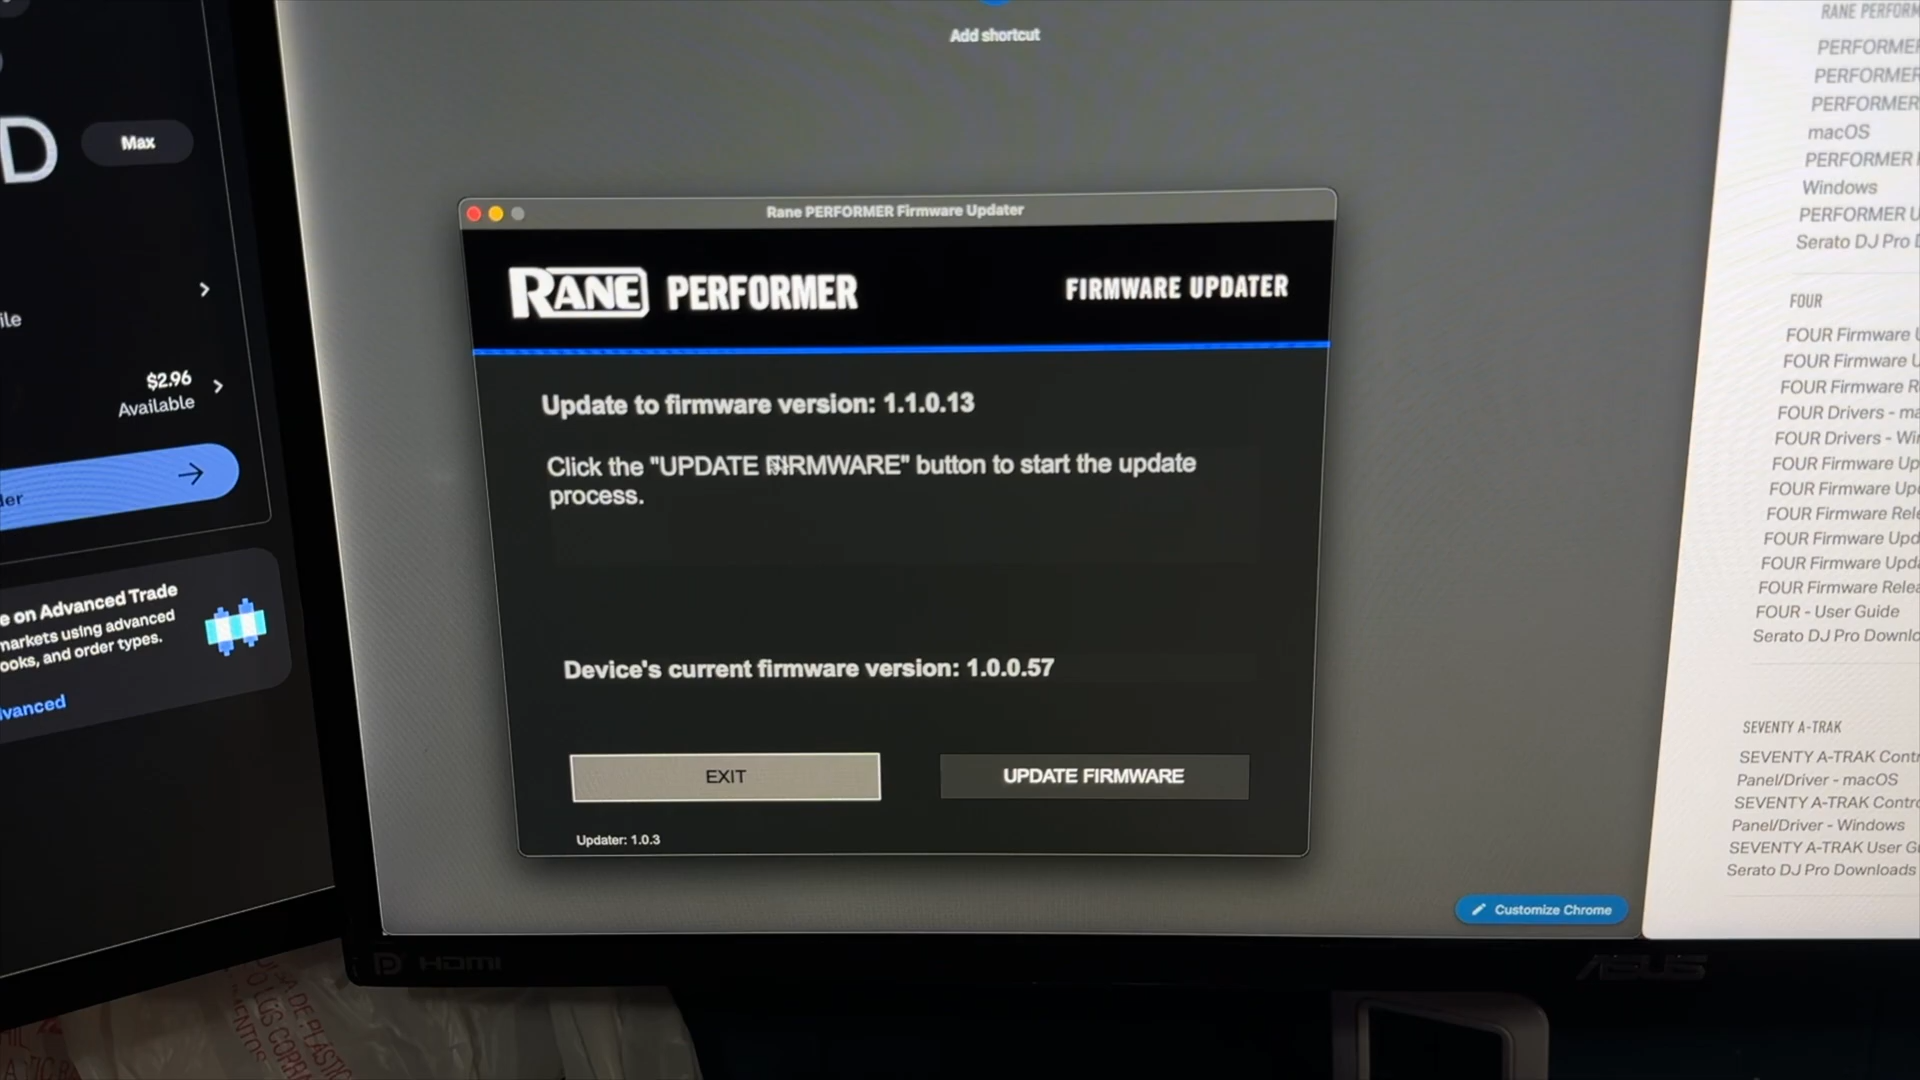 Add shortcut
D
Max
ile
$2.96
Available
der
e on Advanced Trade
markets using advanced
ooks, and order types.
dvanced
Rane PERFORMER Firmware Updater
RANE PERFORMER
FIRMWARE UPDATER
Update to firmware version: 1.1.0.13
Click the "UPDATE FIRMWARE" button to start the update
process.
Device's current firmware version: 1.0.0.57
EXIT
UPDATE FIRMWARE
Updater: 1.0.3
Customize Chrome
RANE PERFORM
PERFORMER
PERFORMER
PERFORMER
macOS
PERFORMER
Windows
PERFORMER U
Serato DJ Pro D
FOUR
FOUR Firmware U
FOUR Firmware U
FOUR Firmware R
FOUR Drivers - ma
FOUR Drivers - Win
FOUR Firmware Up
FOUR Firmware Upd
FOUR Firmware Rele
FOUR Firmware Upd
FOUR Firmware Upda
FOUR Firmware Relea
FOUR - User Guide
Serato DJ Pro Downlo
SEVENTY A-TRAK
SEVENTY A-TRAK Contr
Panel/Driver - macOS
SEVENTY A-TRAK Contro
Panel/Driver - Windows
SEVENTY A-TRAK User Gu
Serato DJ Pro Downloads
HDMI
ASUS